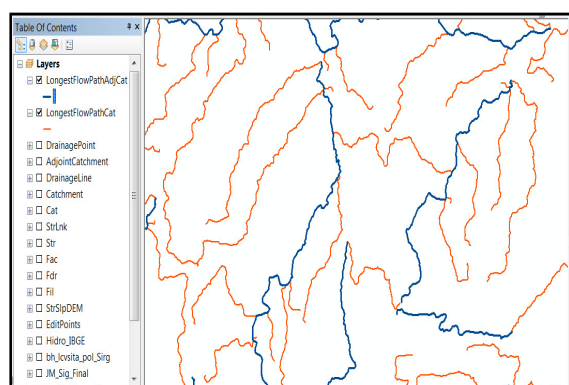 Table Of Contents
Layers
LongestFlowPathAdjCat
LongestFlowPathCat
DrainagePoint
AdjointCatchment
DrainageLine
Catchment
Cat
StrLnk
Str
Fac
Fdr
Fil
StrSlpDEM
EditPoints
Hidro_IBGE
bh_lcvsita_pol_Sirg
JM_Sig_Final